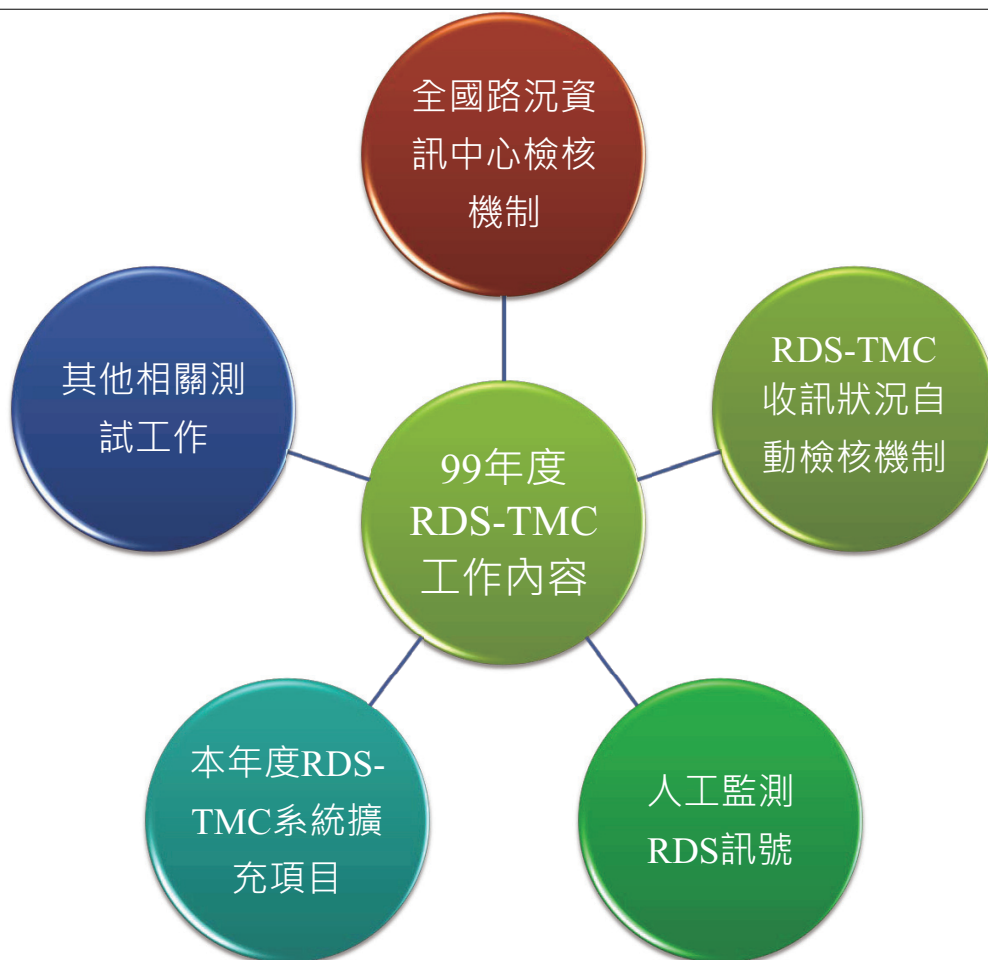 全國路況資
訊中心檢核
機制
RDS-TMC
收訊狀況自
動檢核機制
其他相關測
試工作
99年度
RDS-TMC
工作內容
本年度RDS-
TMC系統擴
充項目
人工監測
RDS訊號